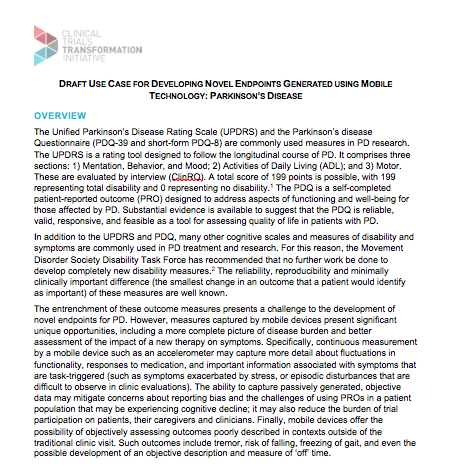 CLINICAL
TRIALS
TRANSFORMATION
INITIATIVE
DRAFT USE CASE FOR DEVELOPING NOVEL ENDPOINTS GENERATED USING MOBILE
TECHNOLOGY: PARKINSON'S DISEASE
OVERVIEW
The Unified Parkinson's Disease Rating Scale (UPDRS) and the Parkinson's disease
Questionnaire (PDQ-39 and short-form PDQ-8) are commonly used measures in PD research.
The UPDRS is a rating tool designed to follow the longitudinal course of PD. It comprises three
sections: 1) Mentation, Behavior, and Mood; 2) Activities of Daily Living (ADL); and 3) Motor.
These are evaluated by interview (ClinRO). A total score of 199 points is possible, with 199
representing total disability and 0 representing no disability.1 The PDQ is a self-completed
patient-reported outcome (PRO) designed to address aspects of functioning and well-being for
those affected by PD. Substantial evidence is available to suggest that the PDQ is reliable,
valid, responsive, and feasible as a tool for assessing quality of life in patients with PD.
In addition to the UPDRS and PDQ, many other cognitive scales and measures of disability and
symptoms are commonly used in PD treatment and research. For this reason, the Movement
Disorder Society Disability Task Force has recommended that no further work be done to
develop completely new disability measures.2 The reliability, reproducibility and minimally
clinically important difference (the smallest change in an outcome that a patient would identify
as important) of these measures are well known.
The entrenchment of these outcome measures presents a challenge to the development of
novel endpoints for PD. However, measures captured by mobile devices present significant
unique opportunities, including a more complete picture of disease burden and better
assessment of the impact of a new therapy on symptoms. Specifically, continuous measurement
by a mobile device such as an accelerometer may capture more detail about fluctuations in
functionality, responses to medication, and important information associated with symptoms that
are task-triggered (such as symptoms exacerbated by stress, or episodic disturbances that are
difficult to observe in clinic evaluations). The ability to capture passively generated, objective
data may mitigate concerns about reporting bias and the challenges of using PROs in a patient
population that may be experiencing cognitive decline; it may also reduce the burden of trial
participation on patients, their caregivers and clinicians. Finally, mobile devices offer the
possibility of objectively assessing outcomes poorly described in contexts outside of the
traditional clinic visit. Such outcomes include tremor, risk of falling, freezing of gait, and even the
possible development of an objective description and measure of 'off' time.